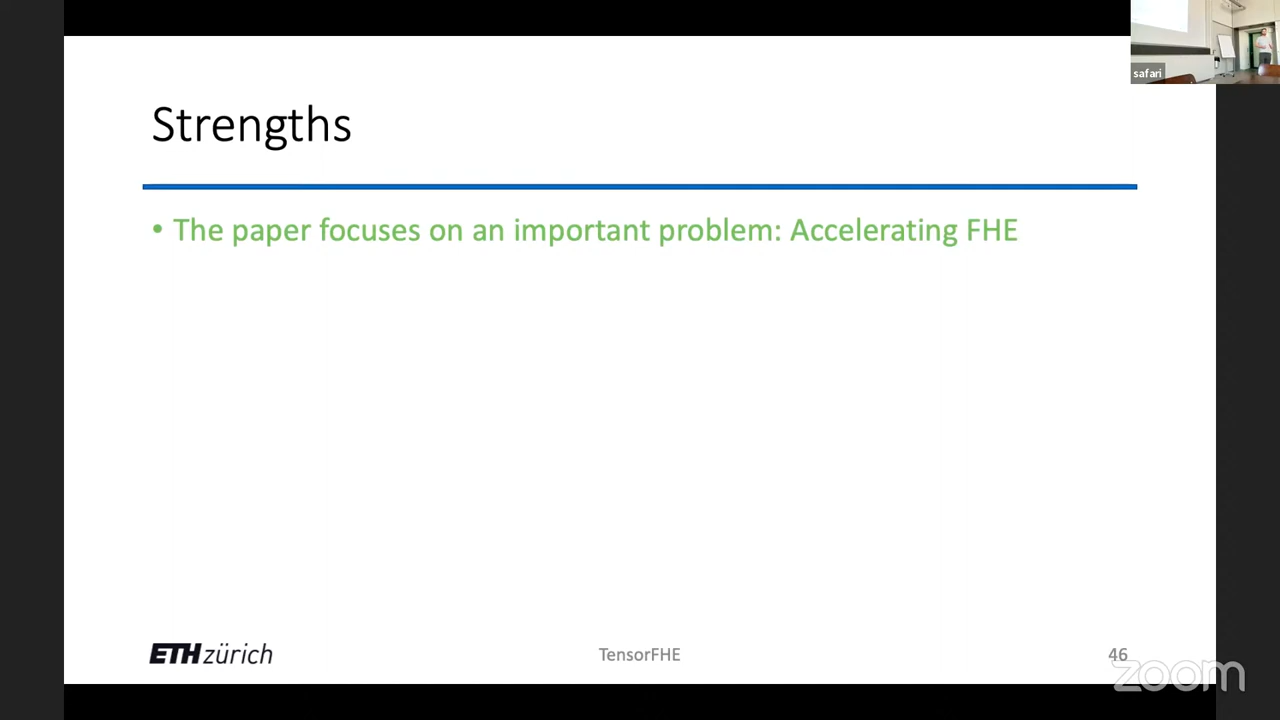 safari
Strengths
• The paper focuses on an important problem: Accelerating FHE
ETH zürich
TensorFHE
46
zoom